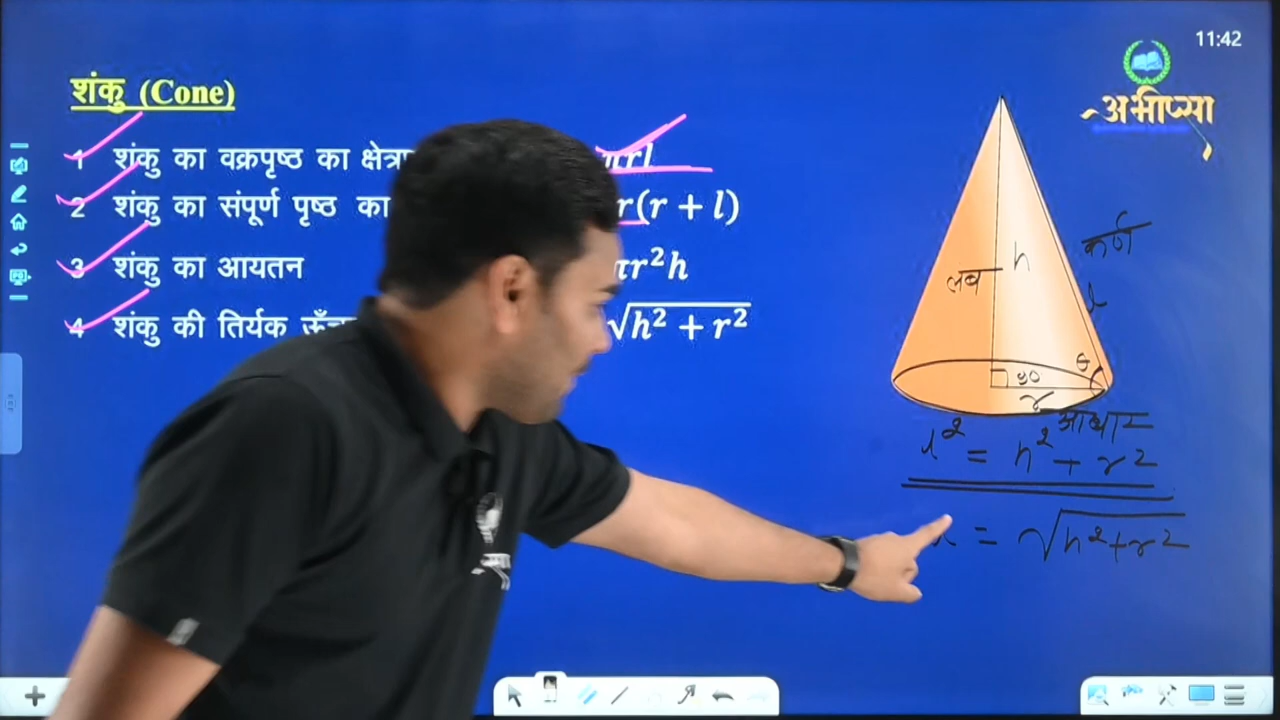 11:42
अभीप्सा
शंकु (Cone)
1 शंकु का वक्रपृष्ठ का πrl
2 शंकु का संपूर्ण पृष्ठ का r(r + l)
3 शंकु का आयतन πr²h
4 शंकु की तिर्यक √h² + r²
कर्ण
लंब h
l
θ
90
r
आधार
l² = h² + r²
= √h²+r²